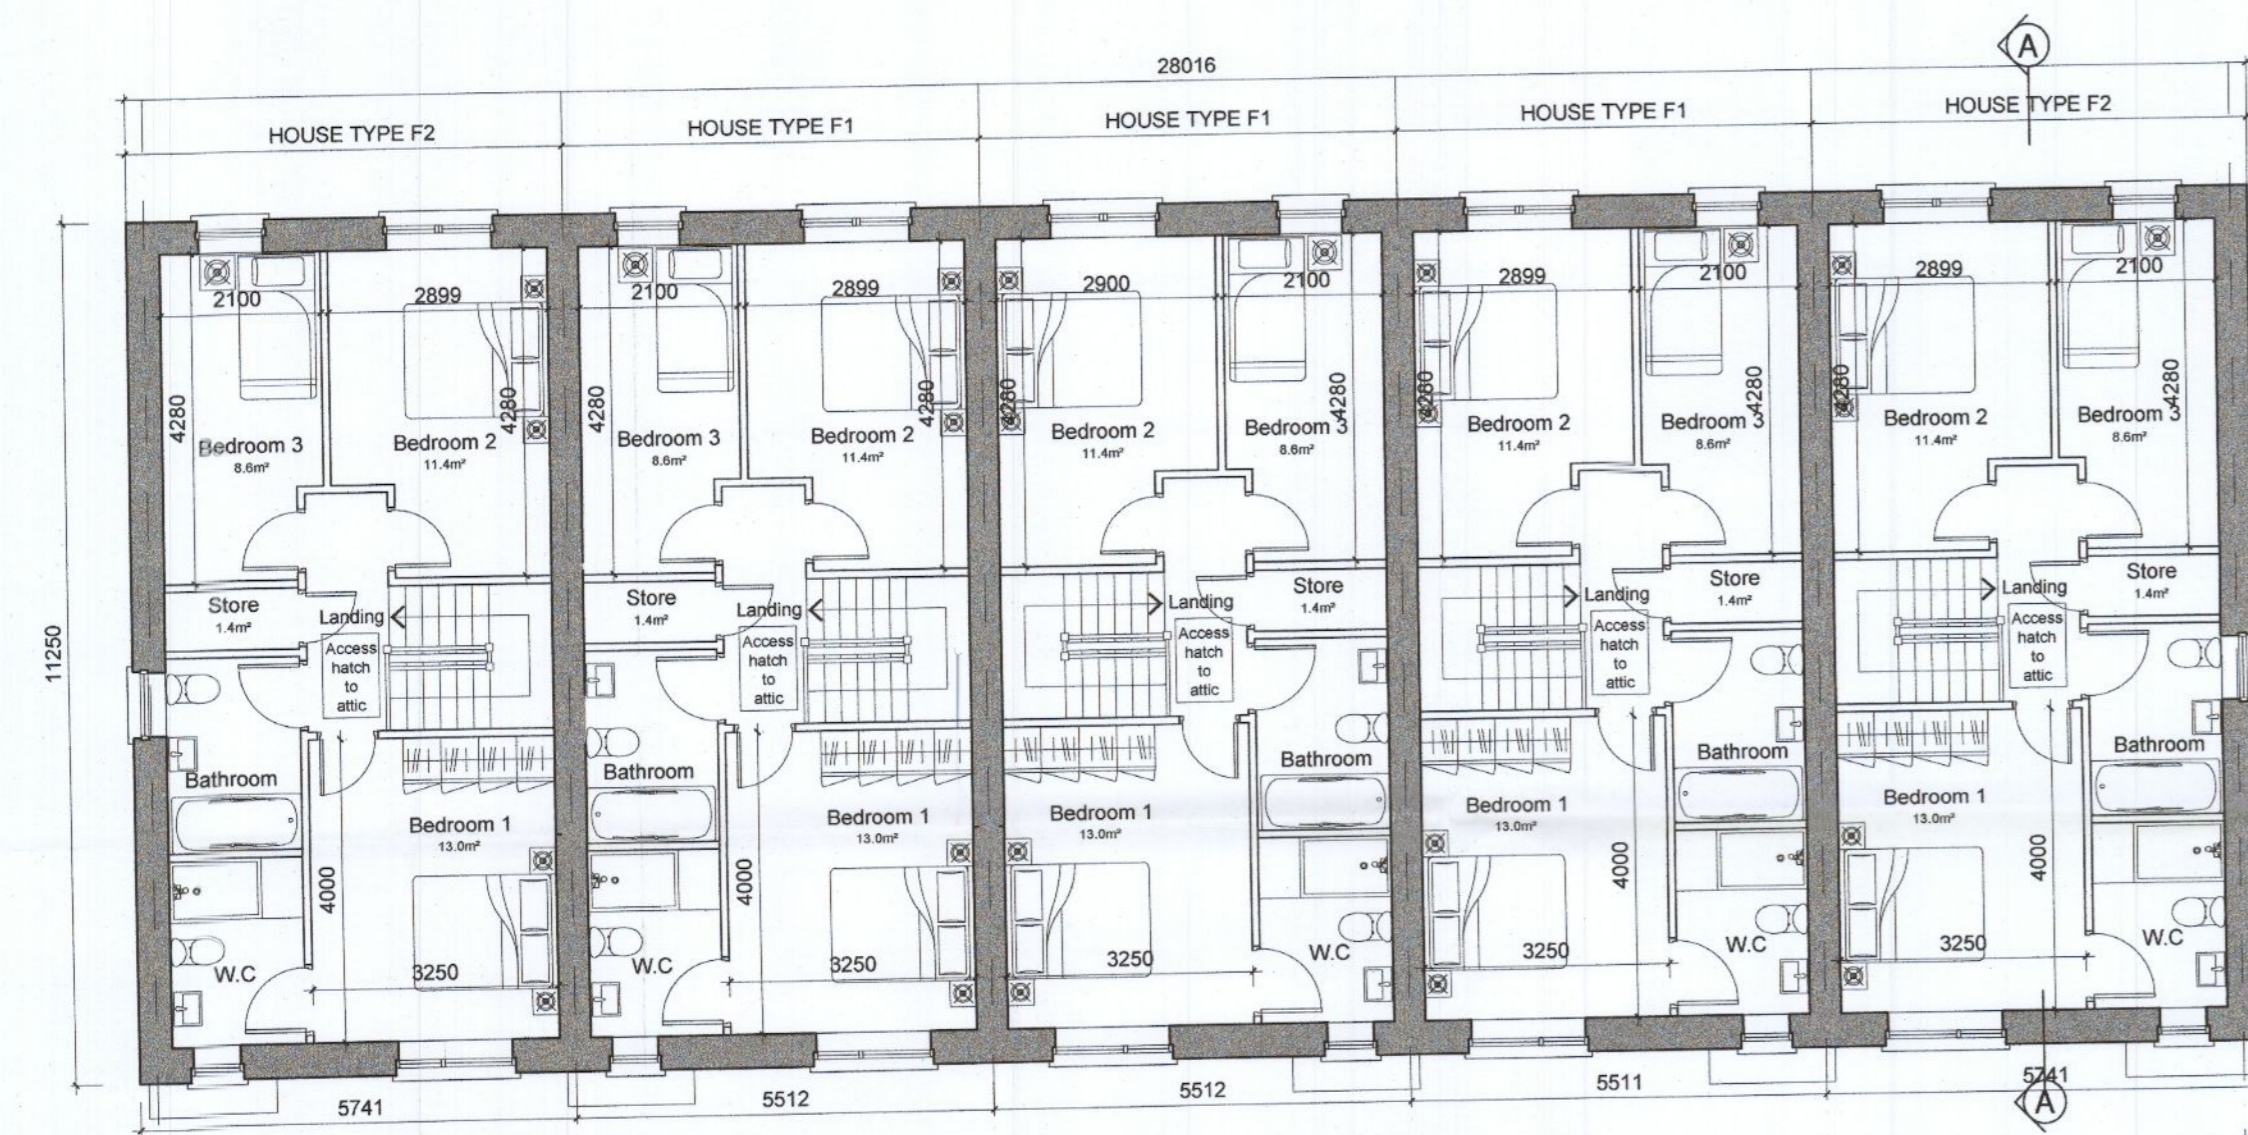 A
28016
HOUSE TYPE F2
HOUSE TYPE F1
HOUSE TYPE F1
HOUSE TYPE F1
HOUSE TYPE F2
11250
2100
2899
4280
4280
Bedroom 3
8.6m²
Bedroom 2
11.4m²
Store
1.4m²
Landing
Access
hatch
to
attic
Bathroom
Bedroom 1
13.0m²
4000
3250
W.C
5741
2100
2899
4280
4280
Bedroom 3
8.6m²
Bedroom 2
11.4m²
Store
1.4m²
Landing
Access
hatch
to
attic
Bathroom
Bedroom 1
13.0m²
4000
3250
W.C
5512
2900
2100
4280
4280
Bedroom 2
11.4m²
Bedroom 3
8.6m²
Landing
Store
1.4m²
Access
hatch
to
attic
Bathroom
Bedroom 1
13.0m²
3250
W.C
5512
2899
2100
4280
4280
Bedroom 2
11.4m²
Bedroom 3
8.6m²
Landing
Store
1.4m²
Access
hatch
to
attic
Bathroom
Bedroom 1
13.0m²
4000
3250
W.C
5511
2899
2100
4280
4280
Bedroom 2
11.4m²
Bedroom 3
8.6m²
Landing
Store
1.4m²
Access
hatch
to
attic
Bathroom
Bedroom 1
13.0m²
4000
3250
W.C
5741
A